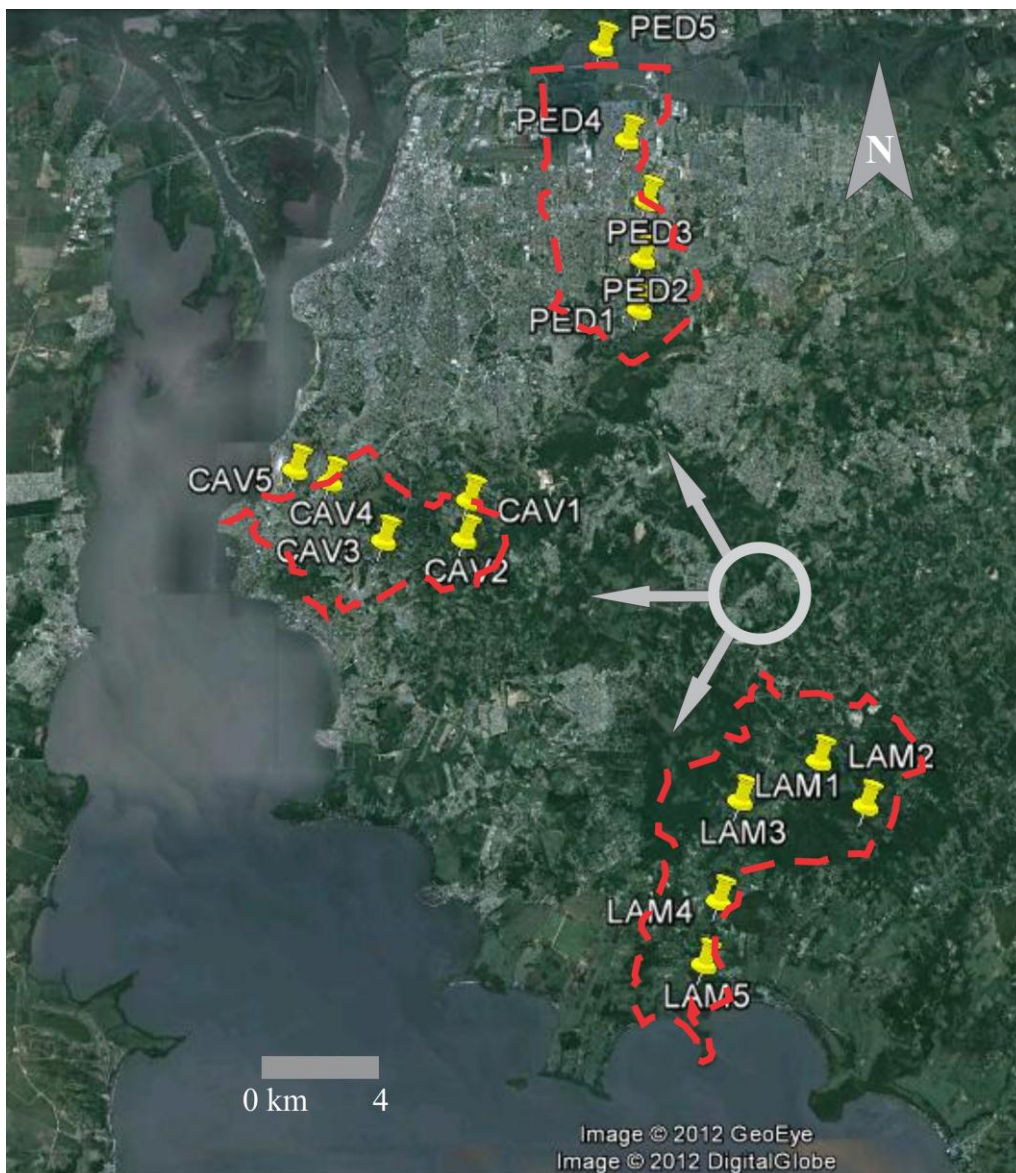 PED5
PED4
N
PED3
PED2
PED1
CAV5
CAV4
CAV1
CAV3
CAV2
LAM2
LAM1
LAM3
LAM4
LAM5
0 km 4
Image © 2012 GeoEye
Image © 2012 DigitalGlobe